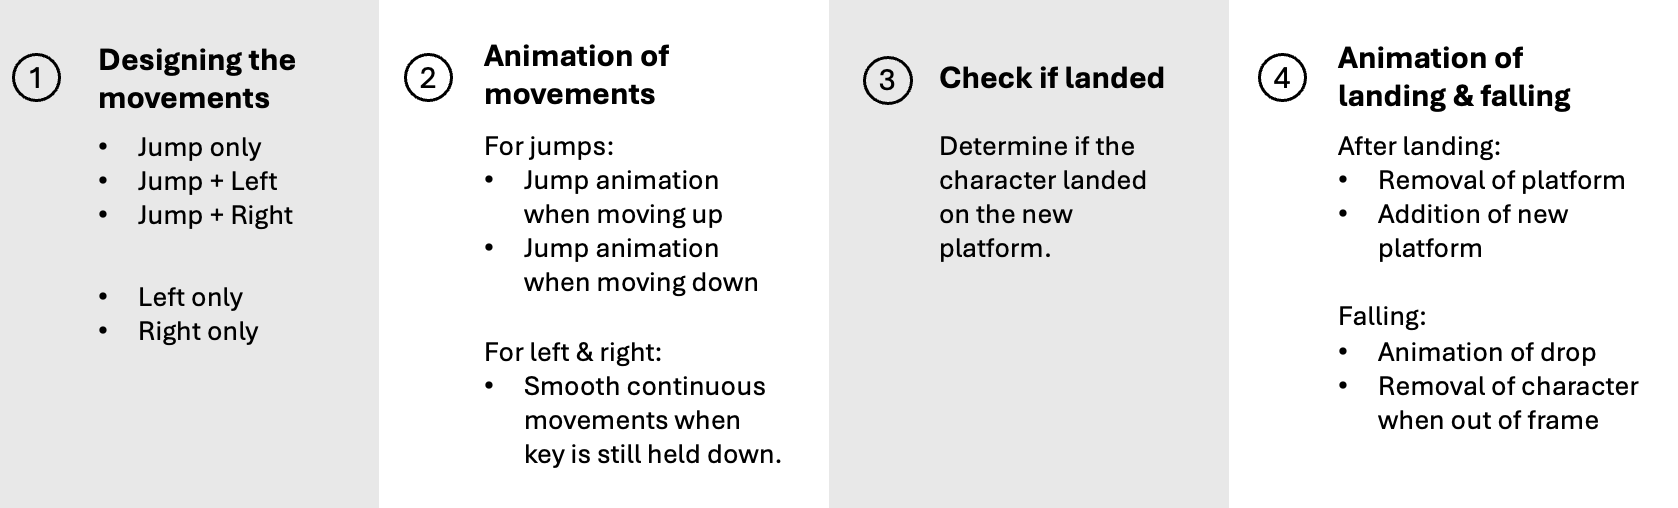 1
Designing the
movements
• Jump only
• Jump + Left
• Jump + Right
• Left only
• Right only
2
Animation of
movements
For jumps:
• Jump animation
when moving up
• Jump animation
when moving down
For left & right:
• Smooth continuous
movements when
key is still held down.
3
Check if landed
Determine if the
character landed
on the new
platform.
4
Animation of
landing & falling
After landing:
• Removal of platform
• Addition of new
platform
Falling:
• Animation of drop
• Removal of character
when out of frame